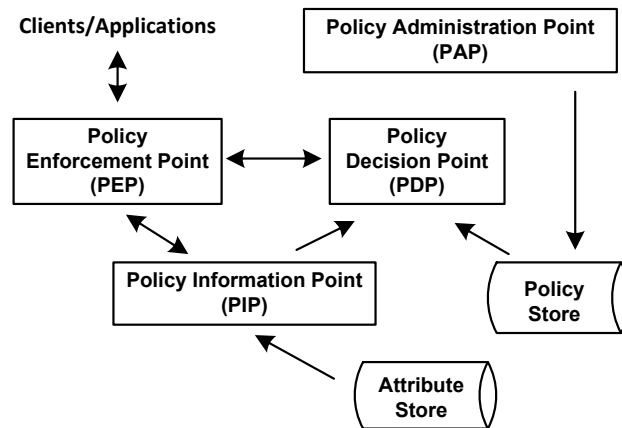 Clients/Applications
Policy Administration Point
(PAP)
Policy
Enforcement Point
(PEP)
Policy
Decision Point
(PDP)
Policy Information Point
(PIP)
Policy
Store
Attribute
Store